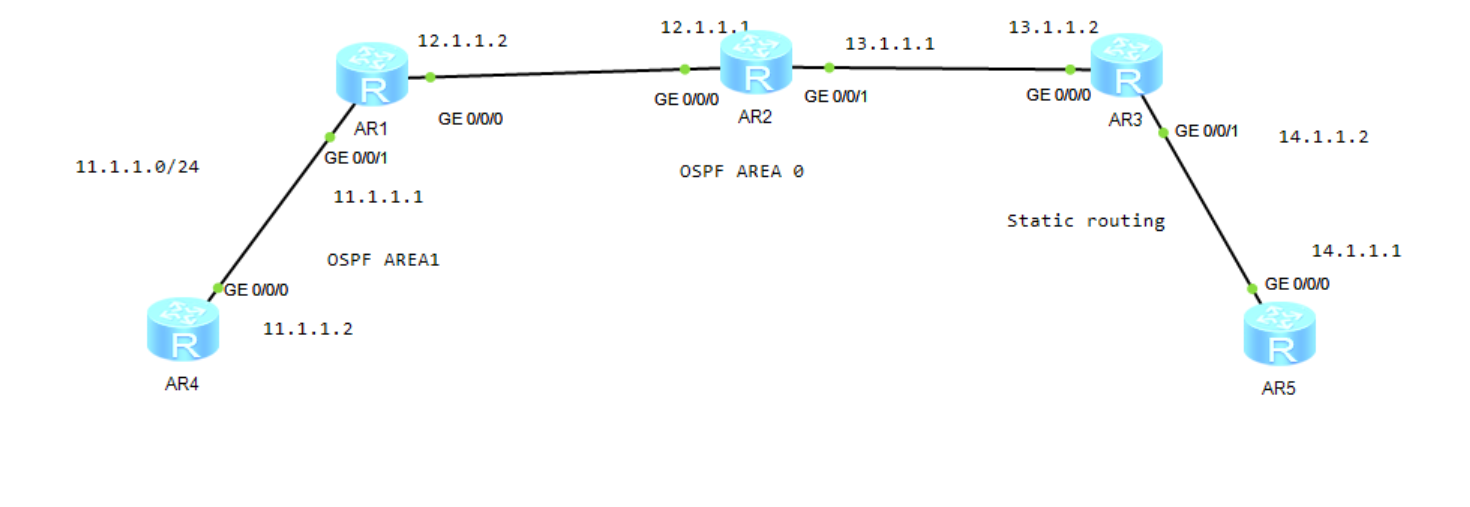 12.1.1.2
12.1.1.1
13.1.1.1
13.1.1.2
R
R
R
GE 0/0/0
GE 0/0/0
GE 0/0/1
GE 0/0/0
AR1
AR2
AR3
GE 0/0/1
14.1.1.2
GE 0/0/1
11.1.1.0/24
11.1.1.1
OSPF AREA 0
Static routing
OSPF AREA1
14.1.1.1
GE 0/0/0
GE 0/0/0
11.1.1.2
R
R
AR4
AR5